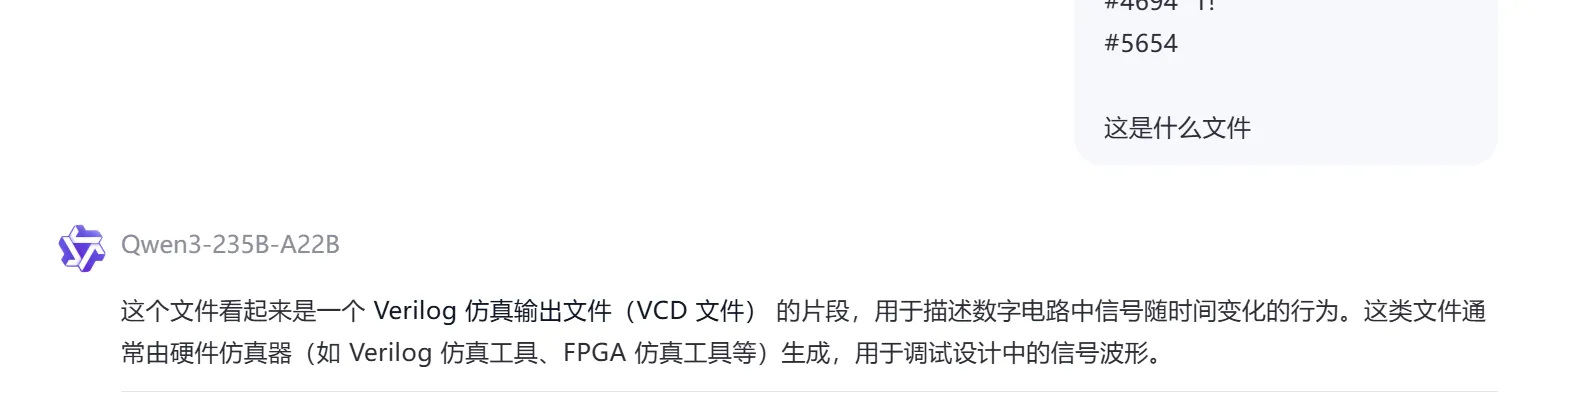 #4694 1!
#5654
这是什么文件
Qwen3-235B-A22B
这个文件看起来是一个 Verilog 仿真输出文件（VCD 文件） 的片段，用于描述数字电路中信号随时间变化的行为。这类文件通
常由硬件仿真器（如 Verilog 仿真工具、FPGA 仿真工具等）生成，用于调试设计中的信号波形。